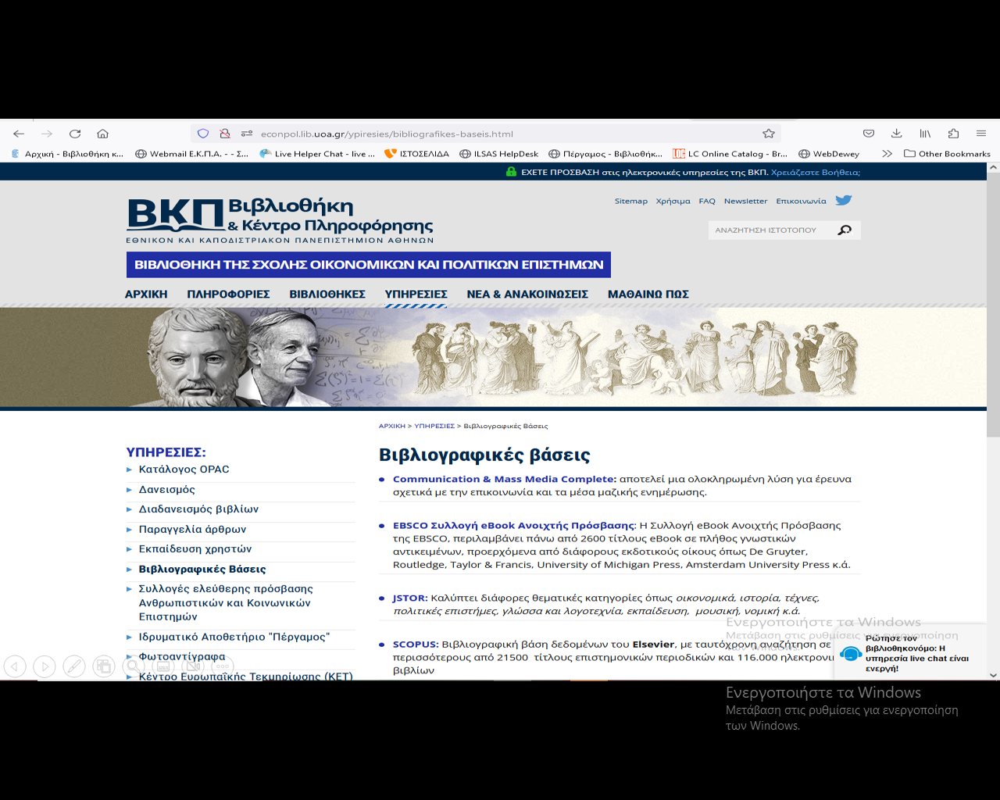 econpol.lib.uoa.gr/ypiresies/bibliografikes-baseis.html
Αρχική - Βιβλιοθήκη κ... Webmail Ε.Κ.Π.Α. - - Σ... Live Helper Chat - live ... ΙΣΤΟΣΕΛΙΔΑ ILSAS HelpDesk Πέργαμος - Βιβλιοθήκ... LC Online Catalog - Br... WebDewey Other Bookmarks
ΕΧΕΤΕ ΠΡΟΣΒΑΣΗ στις ηλεκτρονικές υπηρεσίες της ΒΚΠ. Χρειάζεστε Βοήθεια;
Sitemap Χρήσιμα FAQ Newsletter Επικοινωνία
ΒΚΠ Βιβλιοθήκη
& Κέντρο Πληροφόρησης
ΕΘΝΙΚΟΝ ΚΑΙ ΚΑΠΟΔΙΣΤΡΙΑΚΟΝ ΠΑΝΕΠΙΣΤΗΜΙΟΝ ΑΘΗΝΩΝ
ΑΝΑΖΗΤΗΣΗ ΙΣΤΟΤΟΠΟΥ
ΒΙΒΛΙΟΘΗΚΗ ΤΗΣ ΣΧΟΛΗΣ ΟΙΚΟΝΟΜΙΚΩΝ ΚΑΙ ΠΟΛΙΤΙΚΩΝ ΕΠΙΣΤΗΜΩΝ
ΑΡΧΙΚΗ ΠΛΗΡΟΦΟΡΙΕΣ ΒΙΒΛΙΟΘΗΚΕΣ ΥΠΗΡΕΣΙΕΣ ΝΕΑ & ΑΝΑΚΟΙΝΩΣΕΙΣ ΜΑΘΑΙΝΩ ΠΩΣ
ΑΡΧΙΚΗ > ΥΠΗΡΕΣΙΕΣ > Βιβλιογραφικές Βάσεις
ΥΠΗΡΕΣΙΕΣ:
Κατάλογος OPAC
Δανεισμός
Διαδανεισμός βιβλίων
Παραγγελία άρθρων
Εκπαίδευση χρηστών
Βιβλιογραφικές Βάσεις
Συλλογές ελεύθερης πρόσβασης
Ανθρωπιστικών και Κοινωνικών
Επιστημών
Ιδρυματικό Αποθετήριο "Πέργαμος"
Φωτοαντίγραφα
Κέντρο Ευρωπαϊκής Τεκμηρίωσης (ΚΕΤ)
Βιβλιογραφικές βάσεις
Communication & Mass Media Complete: αποτελεί μια ολοκληρωμένη λύση για έρευνα
σχετικά με την επικοινωνία και τα μέσα μαζικής ενημέρωσης.
EBSCO Συλλογή eBook Ανοιχτής Πρόσβασης: Η Συλλογή eBook Ανοιχτής Πρόσβασης
της EBSCO, περιλαμβάνει πάνω από 2600 τίτλους eBook σε πλήθος γνωστικών
αντικειμένων, προερχόμενα από διάφορους εκδοτικούς οίκους όπως De Gruyter,
Routledge, Taylor & Francis, University of Michigan Press, Amsterdam University Press κ.ά.
JSTOR: Καλύπτει διάφορες θεματικές κατηγορίες όπως οικονομικά, ιστορία, τέχνες,
πολιτικές επιστήμες, γλώσσα και λογοτεχνία, εκπαίδευση, μουσική, νομική κ.ά.
SCOPUS: Βιβλιογραφική βάση δεδομένων του Elsevier, με ταυτόχρονη αναζήτηση σε
περισσότερους από 21500 τίτλους επιστημονικών περιοδικών και 116.000 ηλεκτρονι
βιβλίων
Ενεργοποιήστε τα Windows
Μετάβαση στις ρυθμίσεις για ενεργοποίηση
των Windows.
Ρώτησε τον
βιβλιοθηκονόμο: Η
υπηρεσία live chat είναι
ενεργή!
Ενεργοποιήστε τα Windows
Μετάβαση στις ρυθμίσεις για ενεργοποίηση
των Windows.